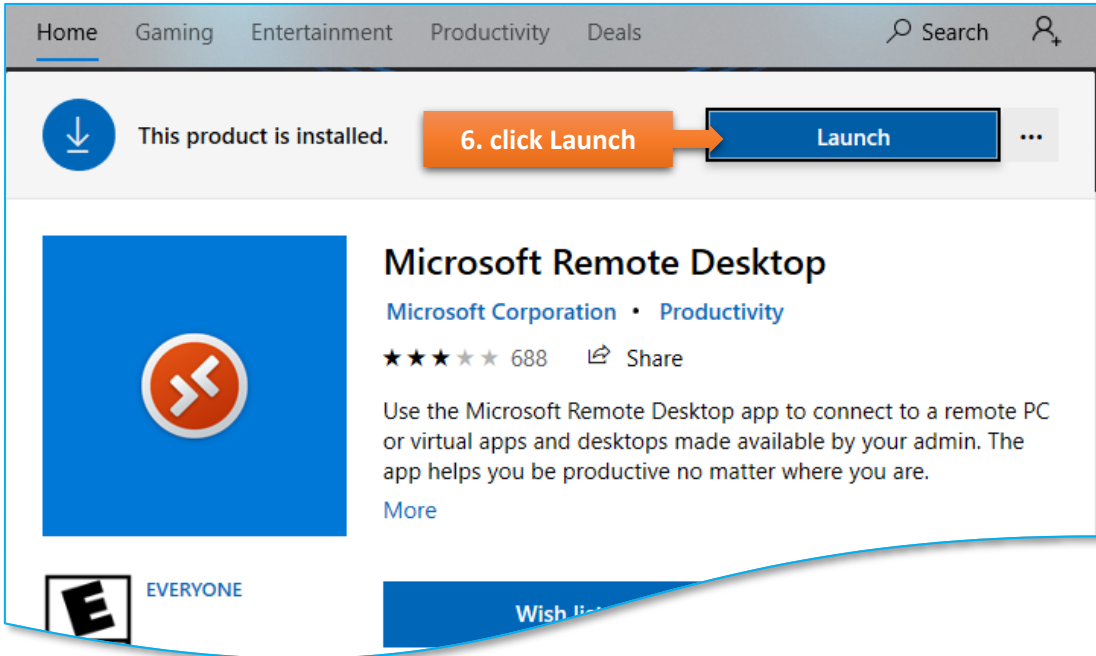 Home Gaming Entertainment Productivity Deals Search
This product is installed. 6. click Launch Launch ...
Microsoft Remote Desktop
Microsoft Corporation • Productivity
★★★★★ 688 Share
Use the Microsoft Remote Desktop app to connect to a remote PC
or virtual apps and desktops made available by your admin. The
app helps you be productive no matter where you are.
More
E EVERYONE
Wish